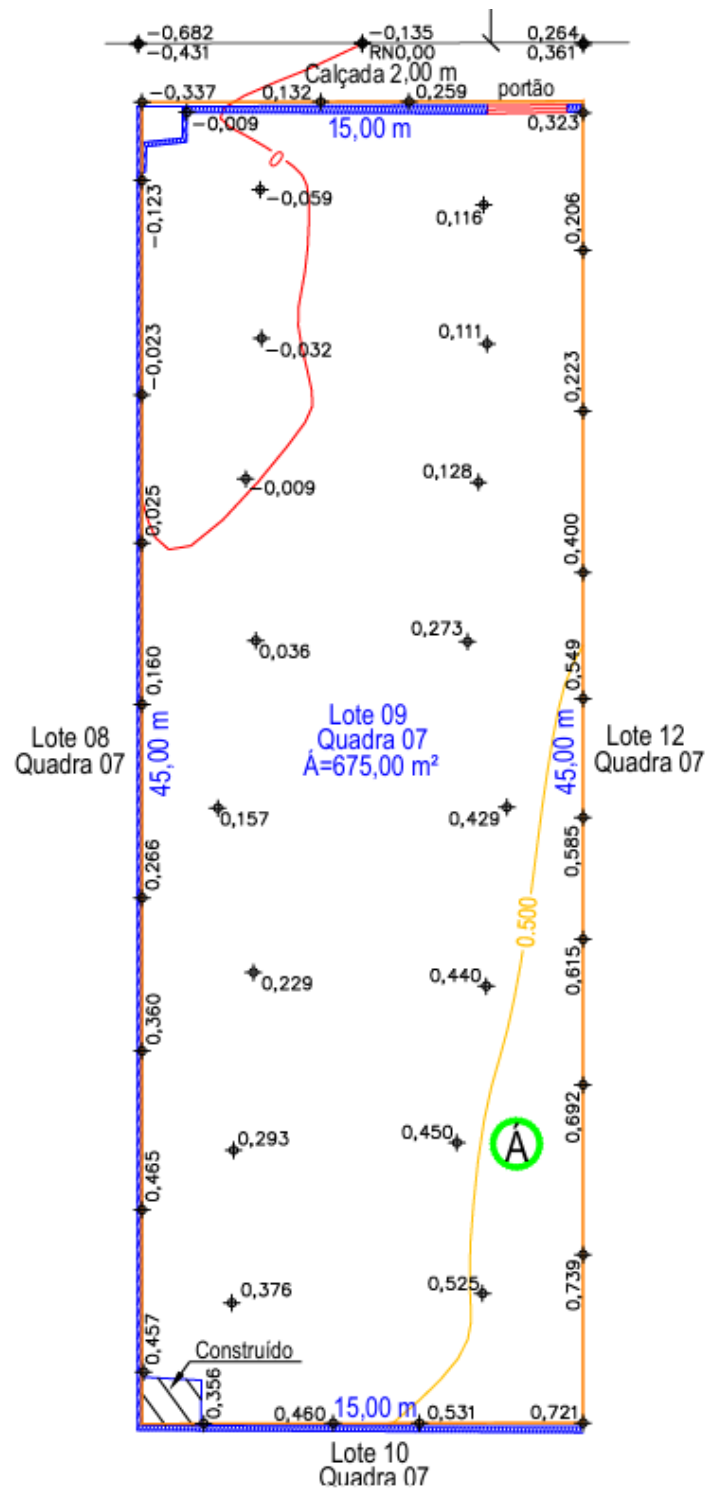 −0,682
−0,431
−0,135
RN0,00
0,264
0,361
Calçada 2,00 m
portão
−0,337
0,132
0,259
0,323
−0,009
15,00 m
0
−0,123
−0,059
0,116
0,206
−0,023
−0,032
0,111
0,223
0,025
−0,009
0,128
0,400
0,160
0,036
0,273
0,549
Lote 08
Quadra 07
45,00 m
Lote 09
Quadra 07
Á=675,00 m²
45,00 m
Lote 12
Quadra 07
0,157
0,429
0,585
0,266
0.500
0,615
0,229
0,440
0,360
0,692
0,293
0,450
Á
0,465
0,739
0,376
0,525
0,457
Construído
0,356
0,460
15,00 m
0,531
0,721
Lote 10
Quadra 07